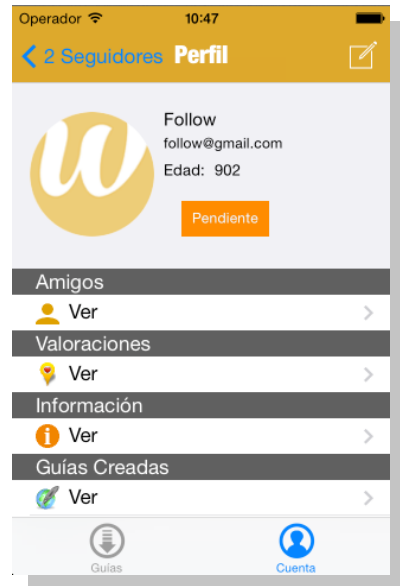 Operador 10:47
2 Seguidores Perfil
Follow
follow@gmail.com
Edad: 902
Pendiente
Amigos
Ver
Valoraciones
Ver
Información
Ver
Guías Creadas
Ver
Guías Cuenta